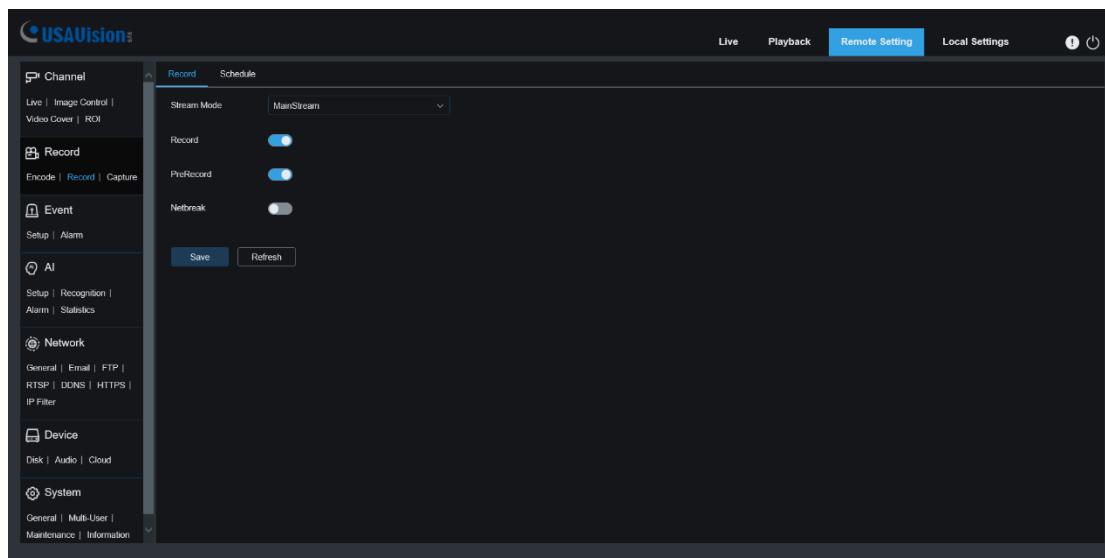 USAVision
Live Playback Remote Setting Local Settings
Channel
Live | Image Control |
Video Cover | ROI
Record
Encode | Record | Capture
Event
Setup | Alarm
AI
Setup | Recognition |
Alarm | Statistics
Network
General | Email | FTP |
RTSP | DDNS | HTTPS |
IP Filter
Device
Disk | Audio | Cloud
System
General | Multi-User |
Maintenance | Information
Record Schedule
Stream Mode MainStream
Record
PreRecord
Netbreak
Save Refresh